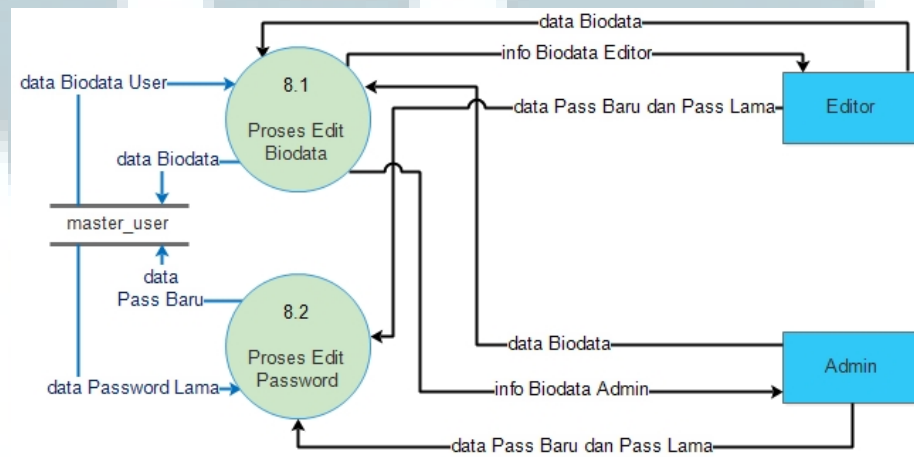 data Biodata
info Biodata Editor
data Biodata User
8.1
Proses Edit
Biodata
data Pass Baru dan Pass Lama
Editor
data Biodata
master_user
data
Pass Baru
8.2
Proses Edit
Password
data Biodata
Admin
data Password Lama
info Biodata Admin
data Pass Baru dan Pass Lama